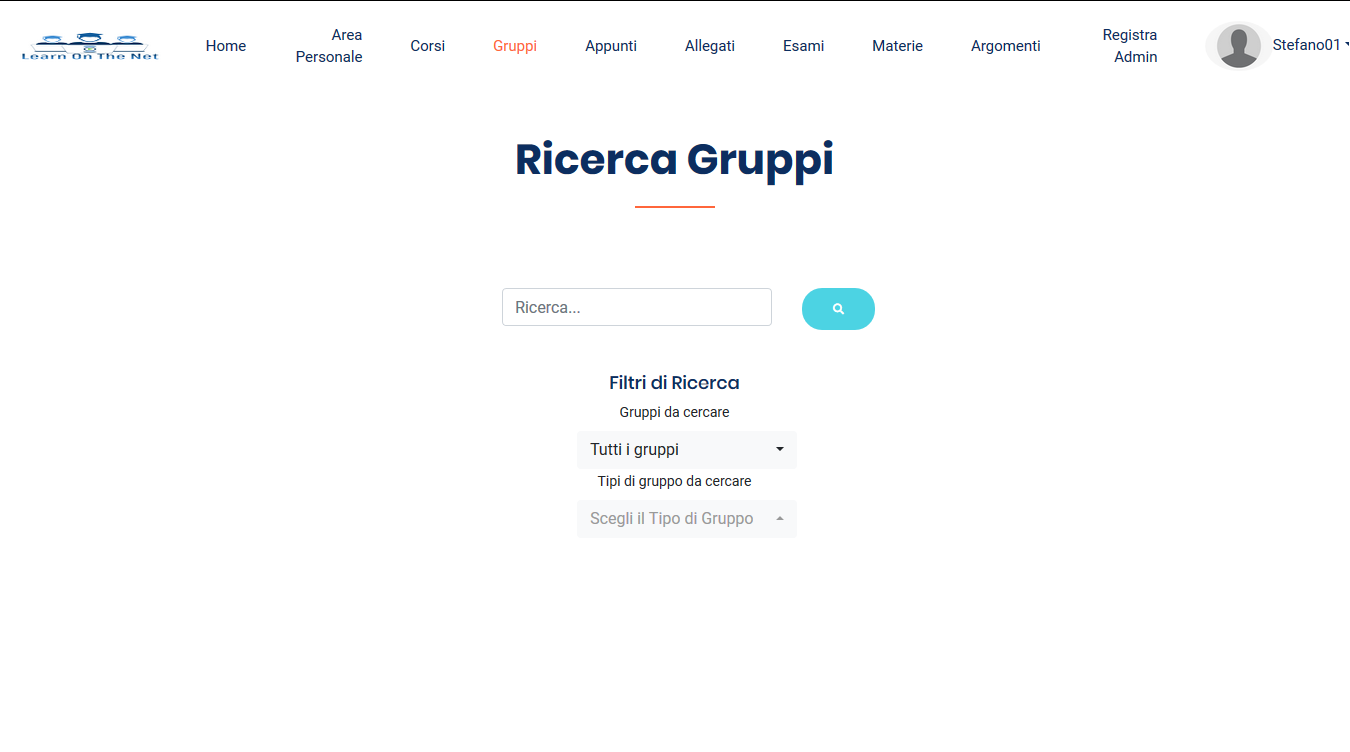 Learn On The Net
Home
Area
Personale
Corsi
Gruppi
Appunti
Allegati
Esami
Materie
Argomenti
Registra
Admin
Stefano01
Ricerca Gruppi
Ricerca...
Filtri di Ricerca
Gruppi da cercare
Tutti i gruppi
Tipi di gruppo da cercare
Scegli il Tipo di Gruppo